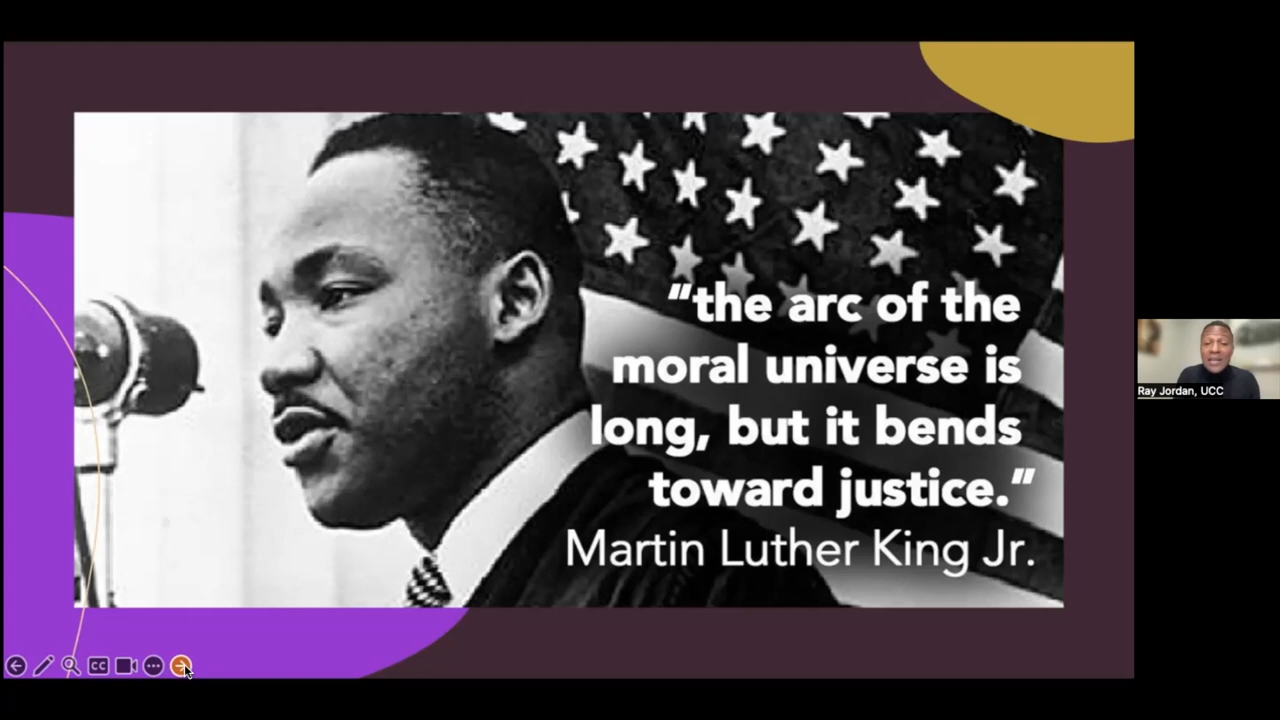 “the arc of the
moral universe is
long, but it bends
toward justice.”
Martin Luther King Jr.
Ray Jordan, UCC
CC